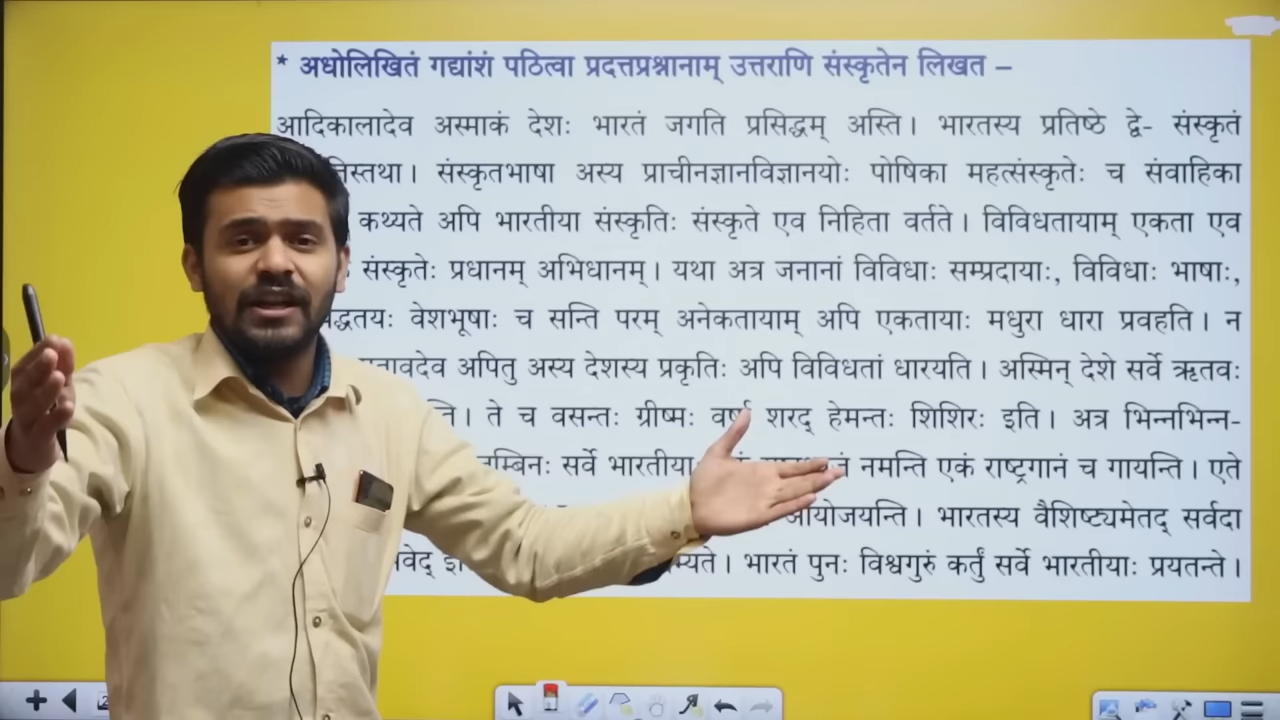 * अधोलिखितं गद्यांशं पठित्वा प्रदत्तप्रश्नानाम् उत्तराणि संस्कृतेन लिखत –
आदिकालादेव अस्माकं देशः भारतं जगति प्रसिद्धम् अस्ति। भारतस्य प्रतिष्ठे द्वे- संस्कृतं
संस्कृतभाषा अस्य प्राचीनज्ञानविज्ञानयोः पोषिका महत्संस्कृतेः च संवाहिका
कथ्यते अपि भारतीया संस्कृतिः संस्कृते एव निहिता वर्तते। विविधतायाम् एकता एव
संस्कृतेः प्रधानम् अभिधानम्। यथा अत्र जनानां विविधाः सम्प्रदायाः, विविधाः भाषाः,
वेशभूषाः च सन्ति परम् अनेकतायाम् अपि एकतायाः मधुरा धारा प्रवहति। न
अपितु अस्य देशस्य प्रकृतिः अपि विविधतां धारयति। अस्मिन् देशे सर्वे ऋतवः
ते च वसन्तः ग्रीष्मः वर्षा शरद् हेमन्तः शिशिरः इति। अत्र भिन्नभिन्न-
सर्वे भारतीया नमन्ति एकं राष्ट्रगानं च गायन्ति। एते
आयोजयन्ति। भारतस्य वैशिष्ट्यमेतद् सर्वदा
भारतं पुनः विश्वगुरुं कर्तुं सर्वे भारतीयाः प्रयतन्ते।